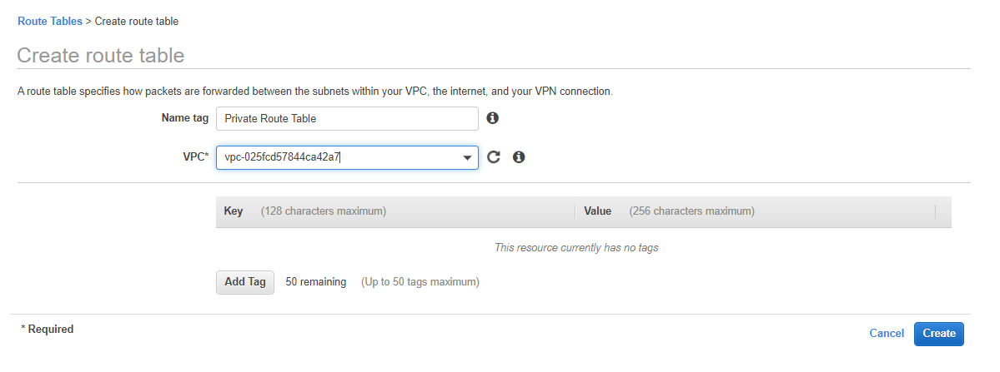 Route Tables > Create route table
Create route table
A route table specifies how packets are forwarded between the subnets within your VPC, the internet, and your VPN connection.
Name tag Private Route Table
VPC* vpc-025fcd57844ca42a7
Key (128 characters maximum) Value (256 characters maximum)
This resource currently has no tags
Add Tag 50 remaining (Up to 50 tags maximum)
* Required Cancel Create